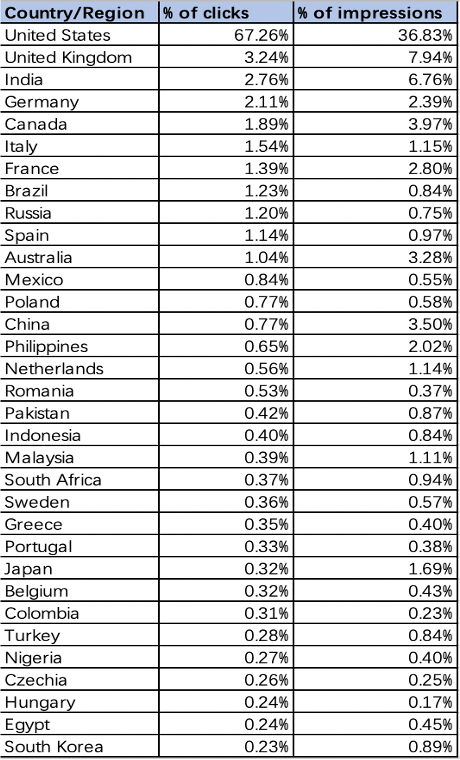 Country/Region % of clicks % of impressions
United States 67.26% 36.83%
United Kingdom 3.24% 7.94%
India 2.76% 6.76%
Germany 2.11% 2.39%
Canada 1.89% 3.97%
Italy 1.54% 1.15%
France 1.39% 2.80%
Brazil 1.23% 0.84%
Russia 1.20% 0.75%
Spain 1.14% 0.97%
Australia 1.04% 3.28%
Mexico 0.84% 0.55%
Poland 0.77% 0.58%
China 0.77% 3.50%
Philippines 0.65% 2.02%
Netherlands 0.56% 1.14%
Romania 0.53% 0.37%
Pakistan 0.42% 0.87%
Indonesia 0.40% 0.84%
Malaysia 0.39% 1.11%
South Africa 0.37% 0.94%
Sweden 0.36% 0.57%
Greece 0.35% 0.40%
Portugal 0.33% 0.38%
Japan 0.32% 1.69%
Belgium 0.32% 0.43%
Colombia 0.31% 0.23%
Turkey 0.28% 0.84%
Nigeria 0.27% 0.40%
Czechia 0.26% 0.25%
Hungary 0.24% 0.17%
Egypt 0.24% 0.45%
South Korea 0.23% 0.89%